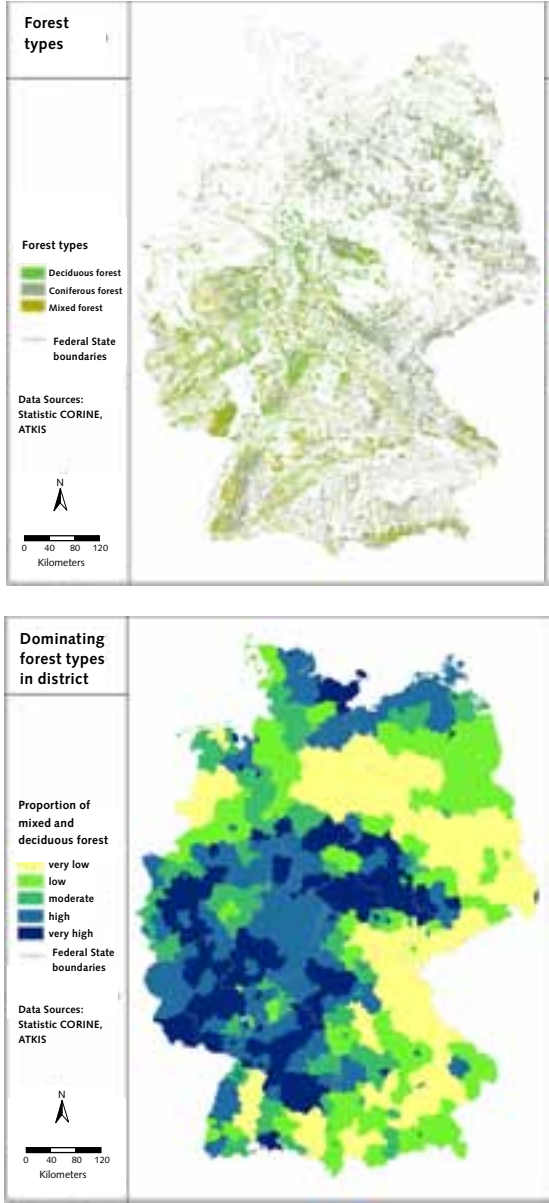 Forest
types
Forest types
Deciduous forest
Coniferous forest
Mixed forest
Federal State
boundaries
Data Sources:
Statistic CORINE,
ATKIS
N
0 40 80 120
Kilometers
Dominating
forest types
in district
Proportion of
mixed and
deciduous forest
very low
low
moderate
high
very high
Federal State
boundaries
Data Sources:
Statistic CORINE,
ATKIS
N
0 40 80 120
Kilometers